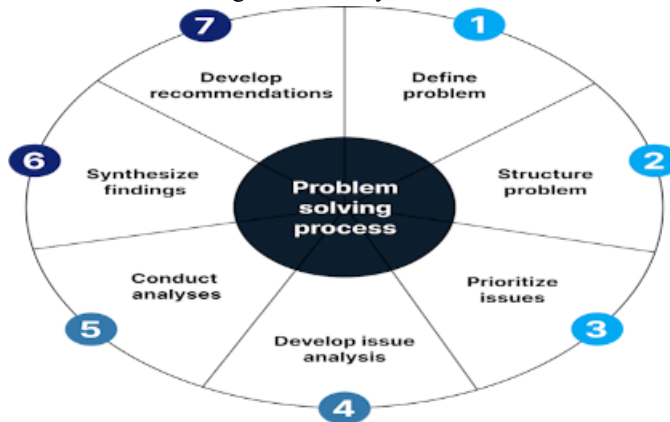 7
1
Develop
recommendations
Define
problem
6
2
Synthesize
findings
Structure
problem
Problem
solving
process
Conduct
analyses
Prioritize
issues
5
3
Develop issue
analysis
4